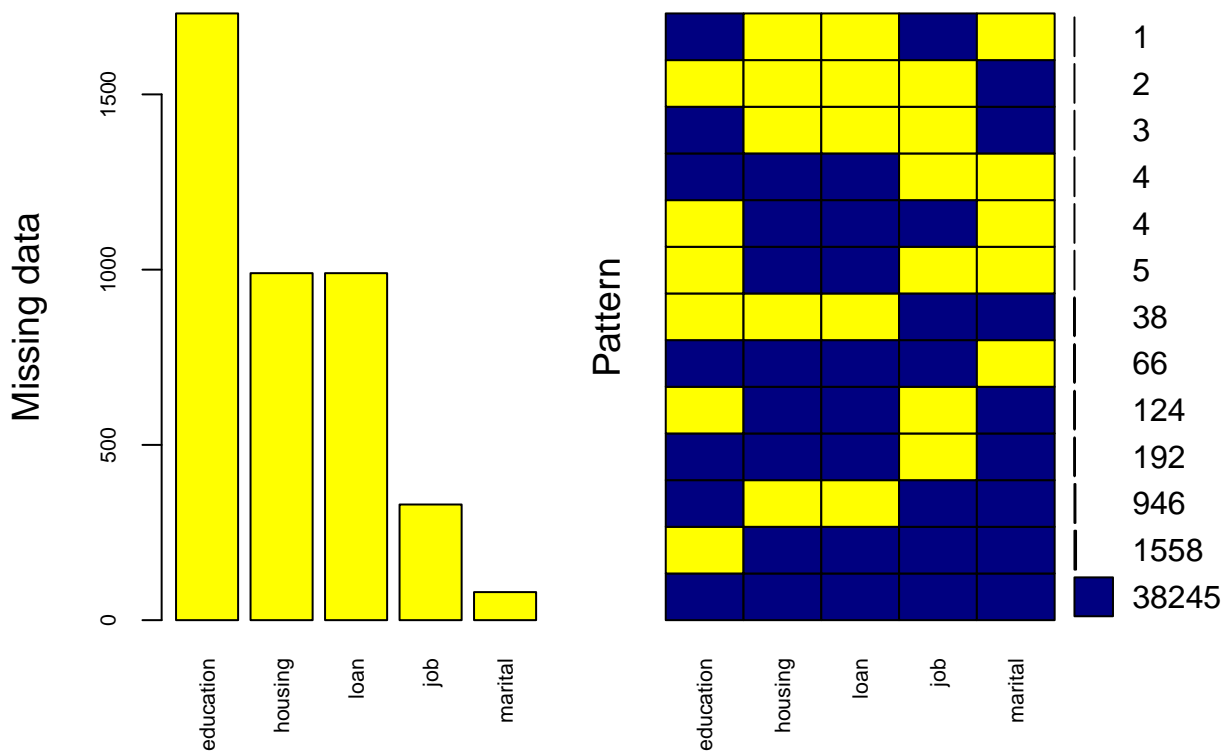 Missing data
0
500
1000
1500
education
housing
loan
job
marital
Pattern
education
housing
loan
job
marital
1
2
3
4
4
5
38
66
124
192
946
1558
38245